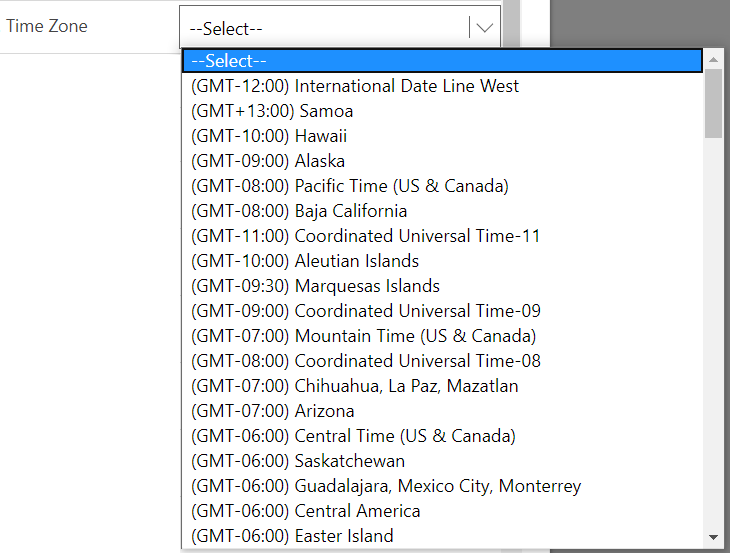 Time Zone
--Select--
--Select--
(GMT-12:00) International Date Line West
(GMT+13:00) Samoa
(GMT-10:00) Hawaii
(GMT-09:00) Alaska
(GMT-08:00) Pacific Time (US & Canada)
(GMT-08:00) Baja California
(GMT-11:00) Coordinated Universal Time-11
(GMT-10:00) Aleutian Islands
(GMT-09:30) Marquesas Islands
(GMT-09:00) Coordinated Universal Time-09
(GMT-07:00) Mountain Time (US & Canada)
(GMT-08:00) Coordinated Universal Time-08
(GMT-07:00) Chihuahua, La Paz, Mazatlan
(GMT-07:00) Arizona
(GMT-06:00) Central Time (US & Canada)
(GMT-06:00) Saskatchewan
(GMT-06:00) Guadalajara, Mexico City, Monterrey
(GMT-06:00) Central America
(GMT-06:00) Easter Island